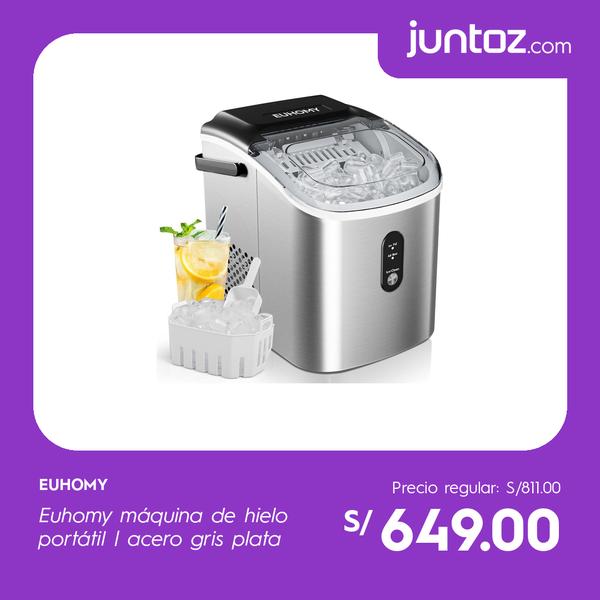 juntoz.com
EUHOMY
EUHOMY
Precio regular: S/811.00
Euhomy máquina de hielo
portátil | acero gris plata
S/ 649.00